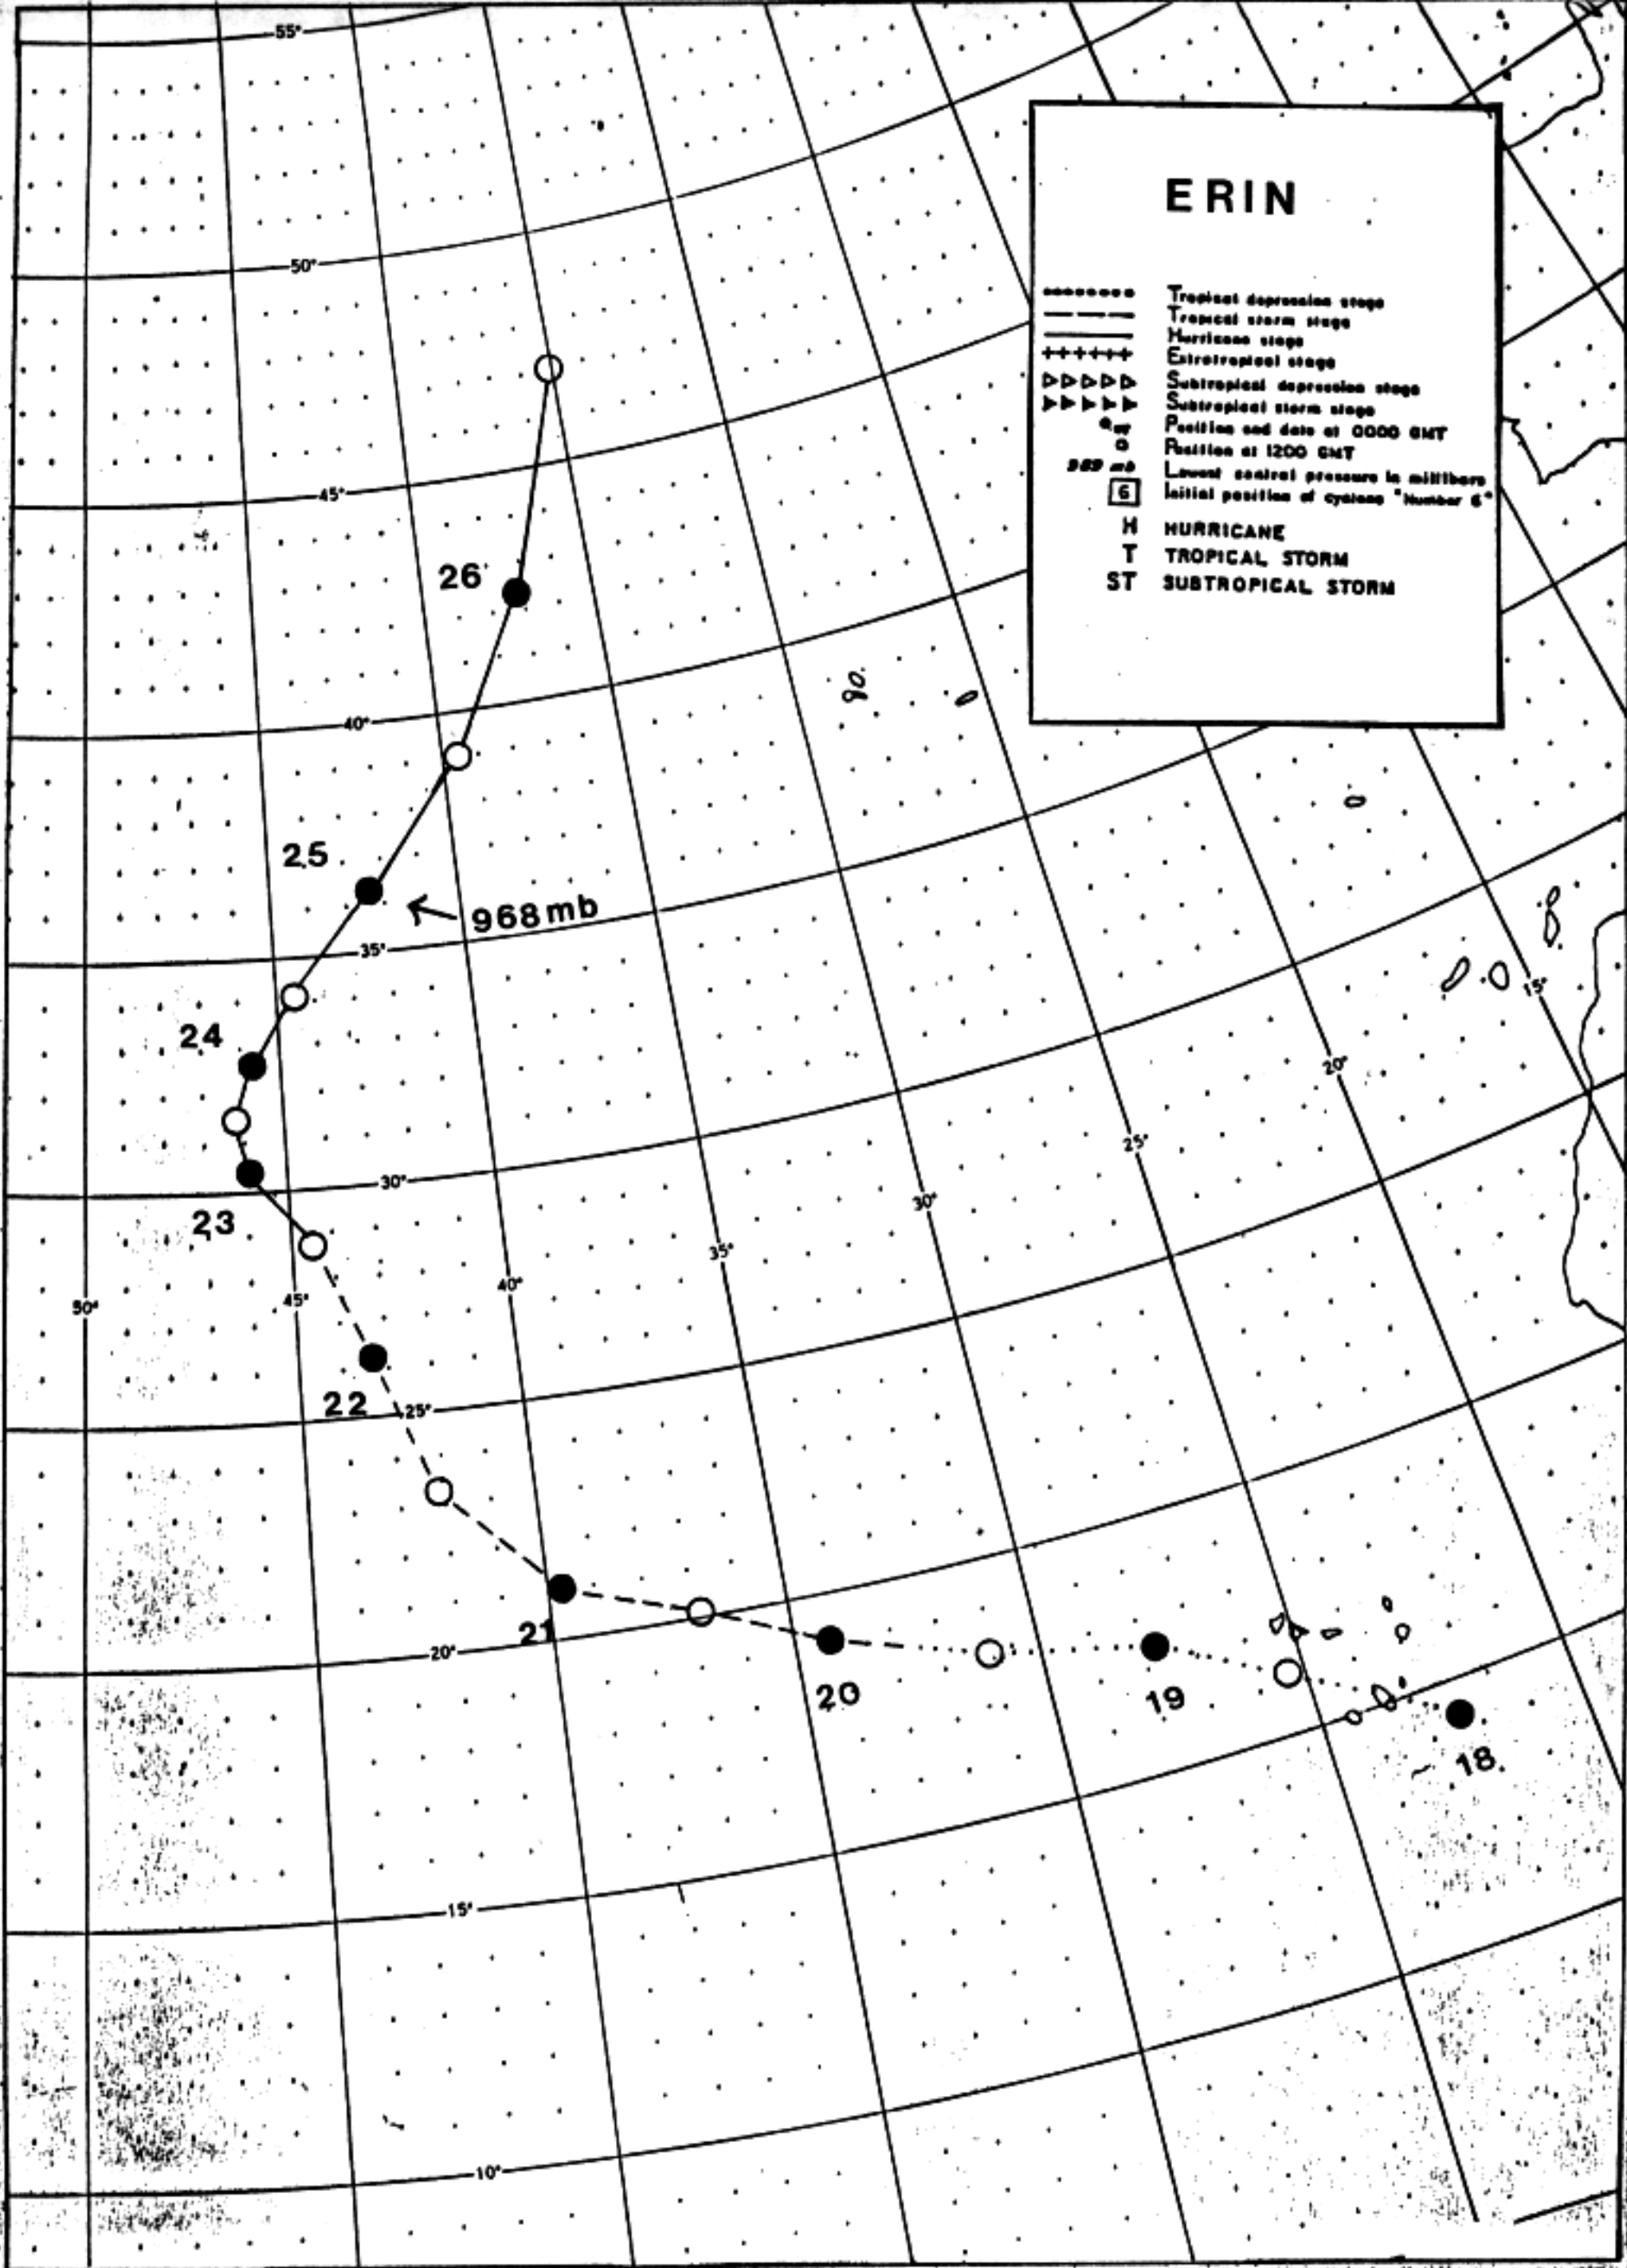 55°
ERIN
50°
Tropical depression stage
Tropical storm stage
Hurricane stage
Extratropical stage
Subtropical depression stage
Subtropical storm stage
Position and date at 0000 GMT
Position at 1200 GMT
989 mb Lowest central pressure in millibars
6 Initial position of cyclone "Number 6"
H HURRICANE
T TROPICAL STORM
ST SUBTROPICAL STORM
45°
26
40°
25
968mb
35°
15°
24
20°
25°
30°
30°
23
35°
40°
45°
50°
22
25°
21
20°
20
19
18
15°
10°